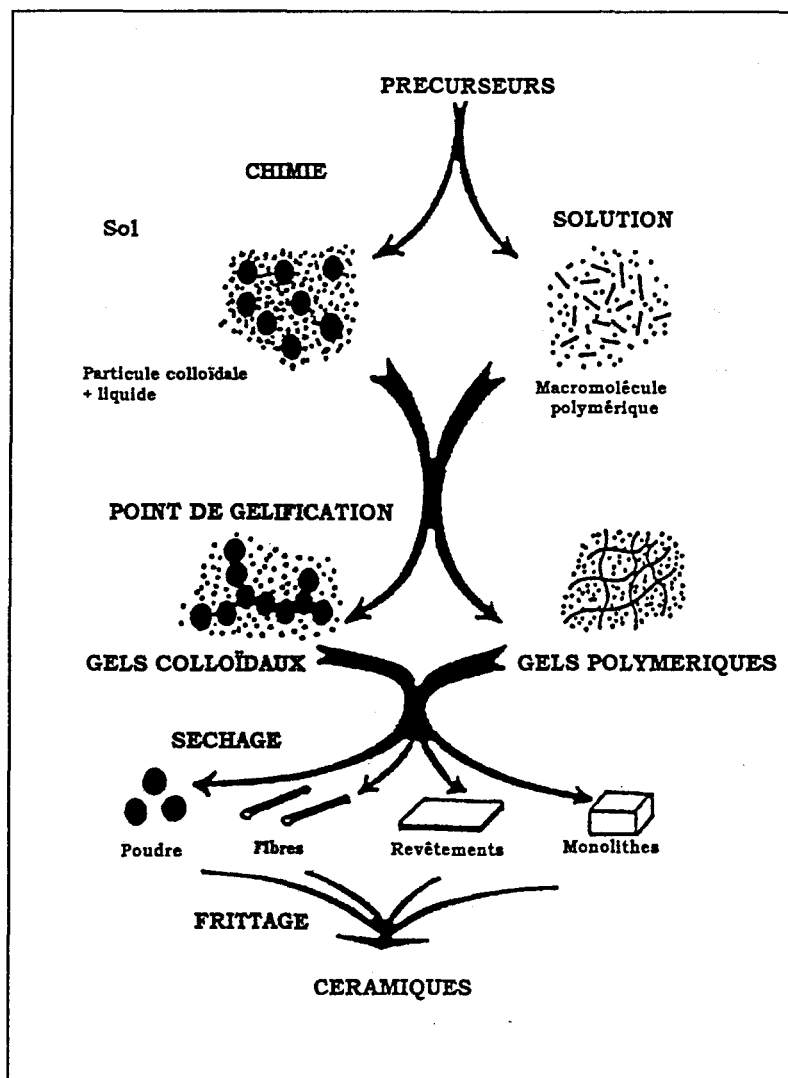 PRECURSEURS
CHIMIE
Sol
SOLUTION
Particule colloïdale
+ liquide
Macromolécule
polymérique
POINT DE GELIFICATION
GELS COLLOÏDAUX
GELS POLYMERIQUES
SECHAGE
Poudre
Fibres
Revêtements
Monolithes
FRITTAGE
CERAMIQUES